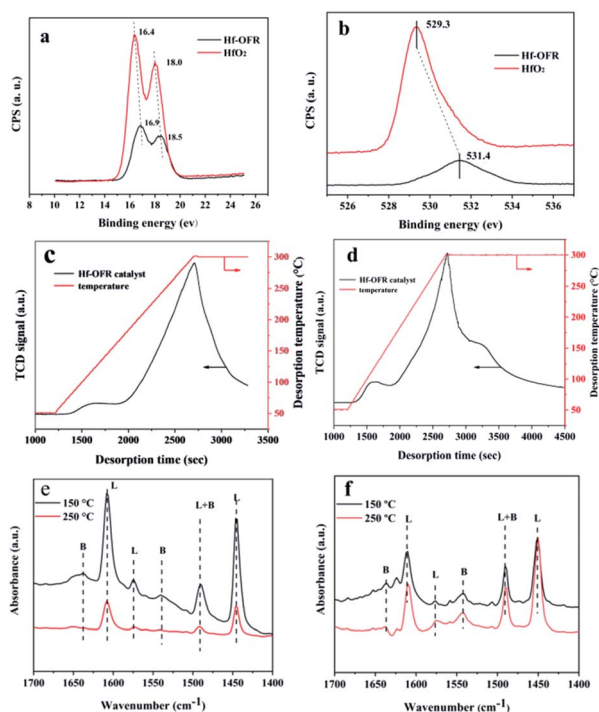 a
16.4
18.0
16.9
18.5
Hf-OFR
HfO₂
CPS (a. u.)
8 10 12 14 16 18 20 22 24 26
Binding energy (ev)
b
529.3
531.4
Hf-OFR
HfO₂
CPS (a. u.)
526 528 530 532 534 536
Binding energy (ev)
c
Hf-OFR catalyst
temperature
TCD signal (a.u.)
300
250
200
150
100
50
Desorption temperature (°C)
1000 1500 2000 2500 3000 3500
Desorption time (sec)
d
Hf-OFR catalyst
temperature
TCD signal (a.u.)
300
250
200
150
100
50
Desorption temperature (°C)
1000 1500 2000 2500 3000 3500 4000 4500
Desorption time (sec)
e
150 °C
250 °C
B
L
L
B
L+B
L
Absorbance (a.u.)
1700 1650 1600 1550 1500 1450 1400
Wavenumber (cm⁻¹)
f
150 °C
250 °C
B
L
L
B
L+B
L
Absorbance (a.u.)
1700 1650 1600 1550 1500 1450 1400
Wavenumber (cm⁻¹)